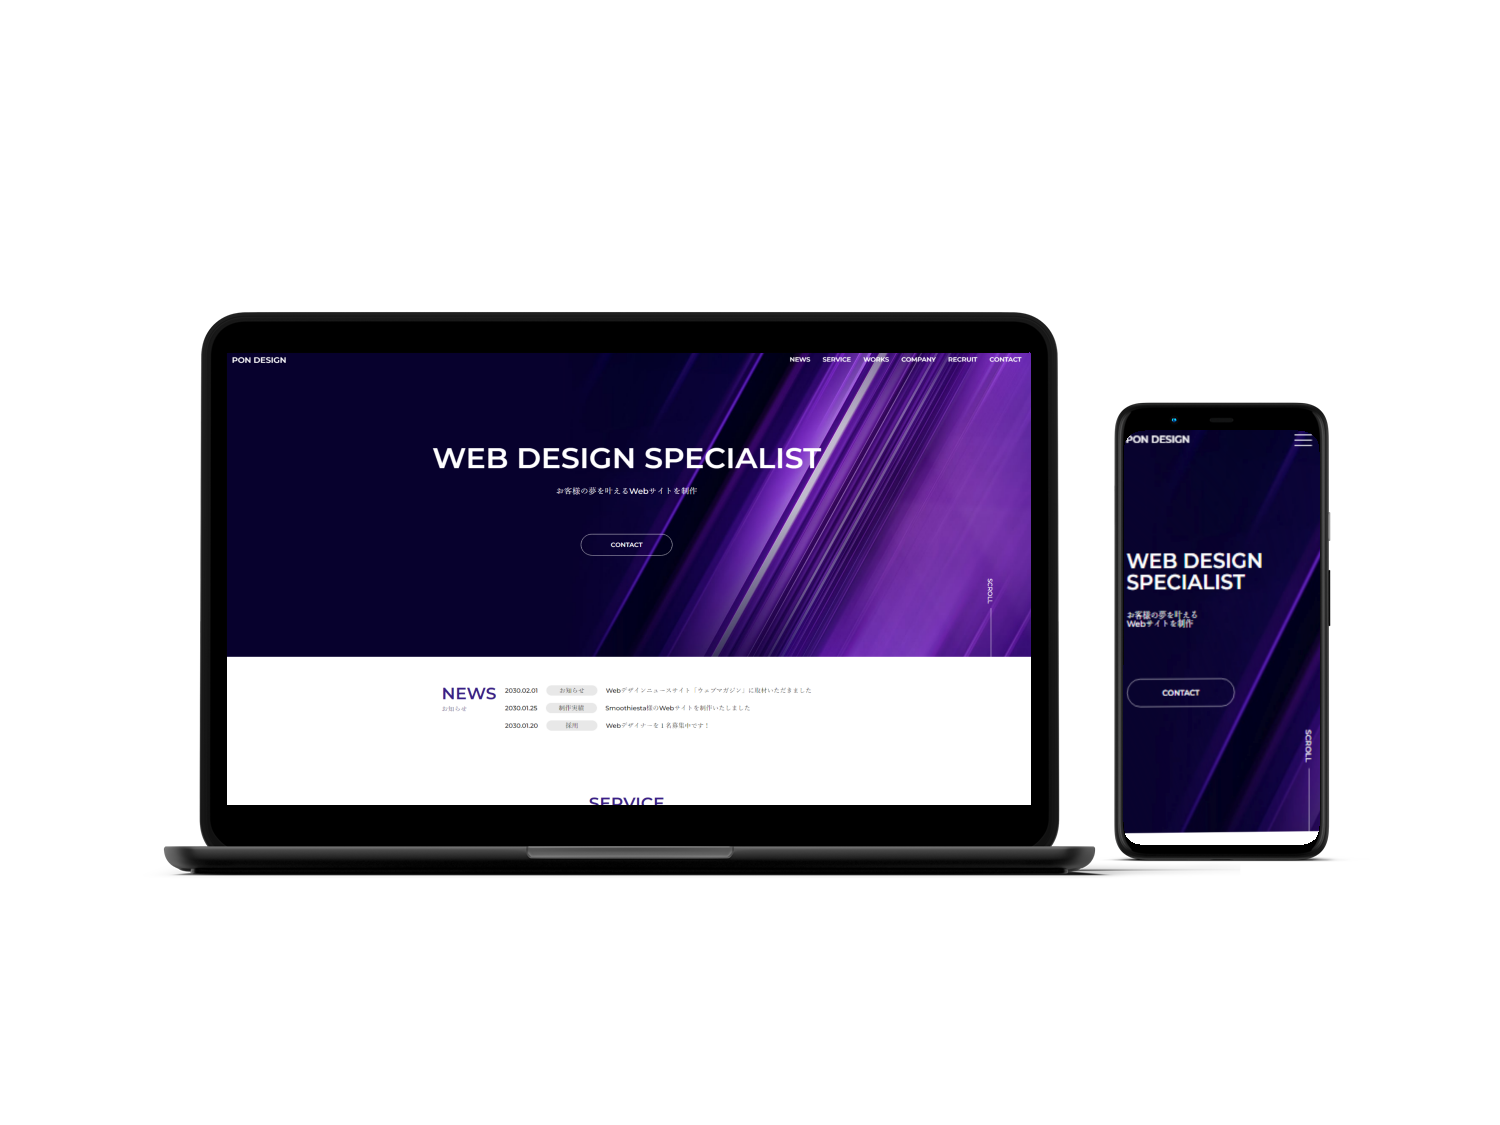 PON DESIGN
NEWS SERVICE WORKS COMPANY RECRUIT CONTACT
WEB DESIGN SPECIALIST
お客様の夢を叶えるWebサイトを制作
CONTACT
SCROLL
NEWS
お知らせ
2030.02.01 お知らせ Webデザインニュースサイト「ウェブマガジン」に取材いただきました
2030.01.25 制作実績 Smoothiesta様のWebサイトを制作いたしました
2030.01.20 採用 Webデザイナーを1名募集中です！
SERVICE
PON DESIGN
WEB DESIGN
SPECIALIST
お客様の夢を叶える
Webサイトを制作
CONTACT
SCROLL